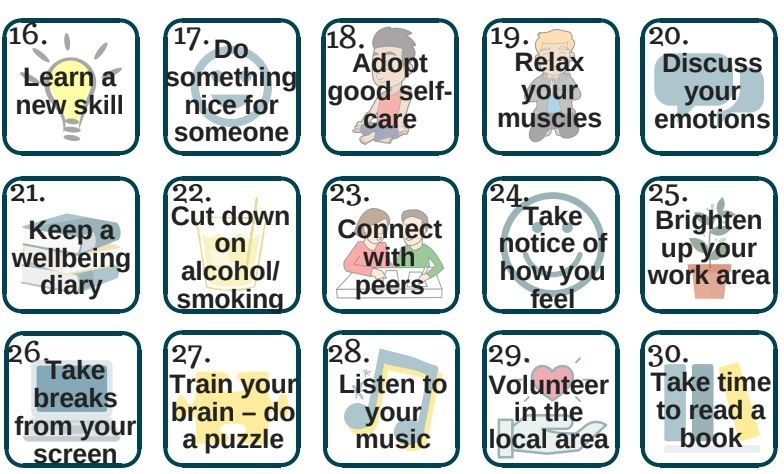 16.
Learn a
new skill
17.
Do
something
nice for
someone
18.
Adopt
good self-
care
19.
Relax
your
muscles
20.
Discuss
your
emotions
21.
Keep a
wellbeing
diary
22.
Cut down
on
alcohol/
smoking
23.
Connect
with
peers
24.
Take
notice of
how you
feel
25.
Brighten
up your
work area
26.
Take
breaks
from your
screen
27.
Train your
brain – do
a puzzle
28.
Listen to
your
music
29.
Volunteer
in the
local area
30.
Take time
to read a
book